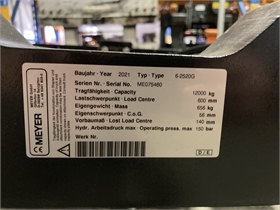 MEYER
Baujahr · Year 2021 Typ · Type 6-2520G
Serien Nr. · Serial No. ME075480
Tragfähigkeit · Capacity 12000 kg
Lastschwerpunkt · Load Centre 600 mm
Eigengewicht · Mass 658 kg
Eigenschwerpunkt · C.o.G. 58 mm
Vorbaumaß · Lost Load Centre 140 mm
Hydr. Arbeitsdruck max · Operating press. max 150 bar
Werk Nr.
D/E